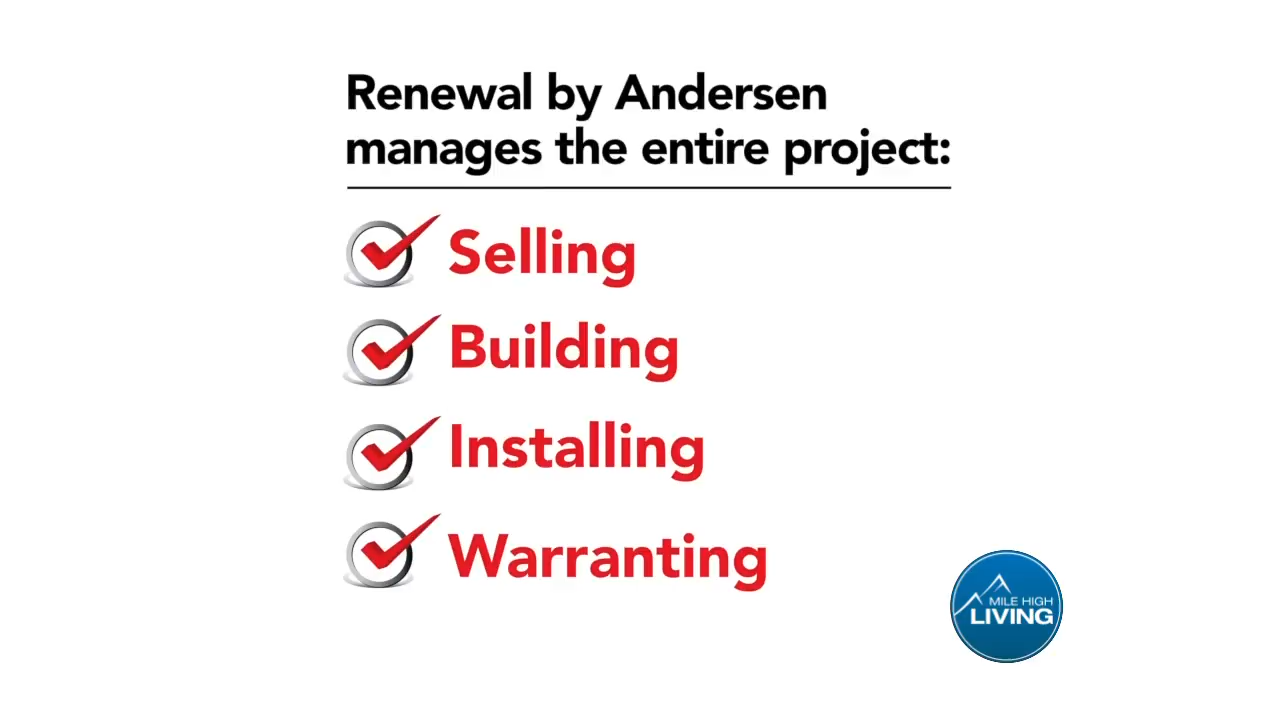 Renewal by Andersen
manages the entire project:
Selling
Building
Installing
Warranting
MILE HIGH
LIVING